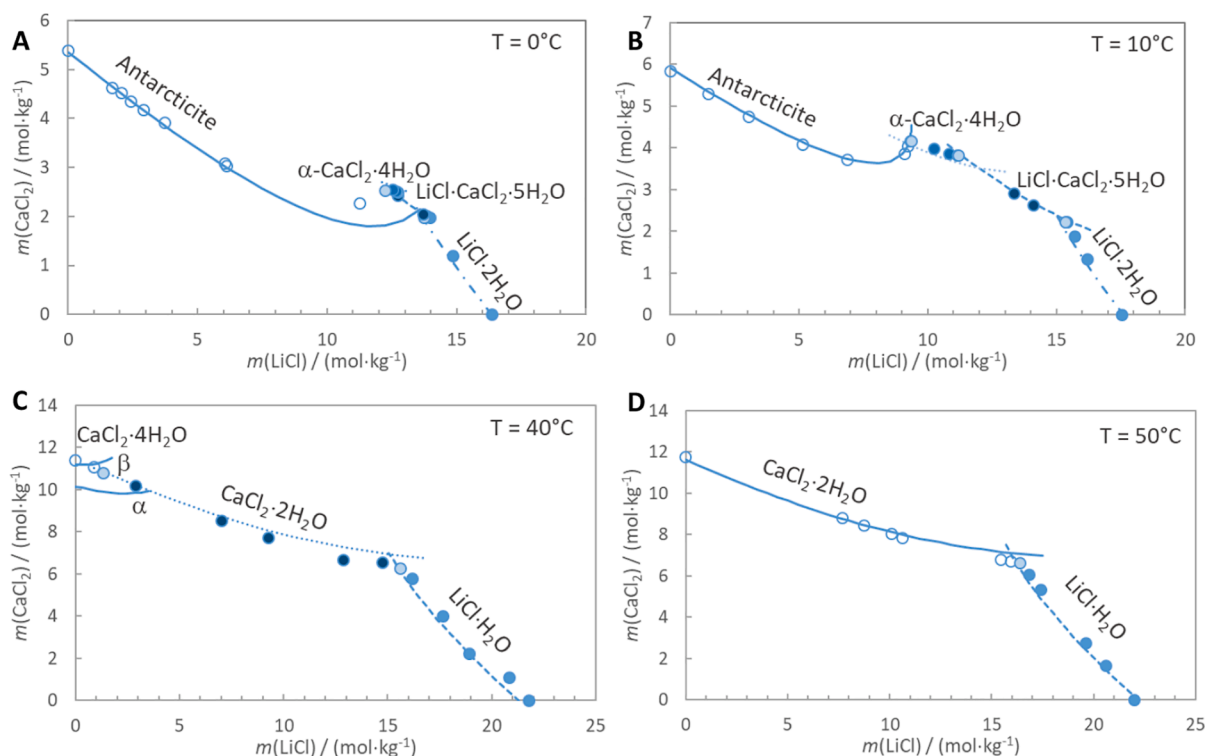 A
T = 0°C
6
5
4
3
2
1
0
m(CaCl₂) / (mol·kg⁻¹)
Antarcticite
α-CaCl₂·4H₂O
LiCl·CaCl₂·5H₂O
LiCl·2H₂O
0
5
10
15
20
m(LiCl) / (mol·kg⁻¹)
B
T = 10°C
7
6
5
4
3
2
1
0
m(CaCl₂) / (mol·kg⁻¹)
Antarcticite
α-CaCl₂·4H₂O
LiCl·CaCl₂·5H₂O
LiCl·2H₂O
0
5
10
15
20
m(LiCl) / (mol·kg⁻¹)
C
T = 40°C
14
12
10
8
6
4
2
0
m(CaCl₂) / (mol·kg⁻¹)
CaCl₂·4H₂O
β
α
CaCl₂·2H₂O
LiCl·H₂O
0
5
10
15
20
25
m(LiCl) / (mol·kg⁻¹)
D
T = 50°C
14
12
10
8
6
4
2
0
m(CaCl₂) / (mol·kg⁻¹)
CaCl₂·2H₂O
LiCl·H₂O
0
5
10
15
20
25
m(LiCl) / (mol·kg⁻¹)